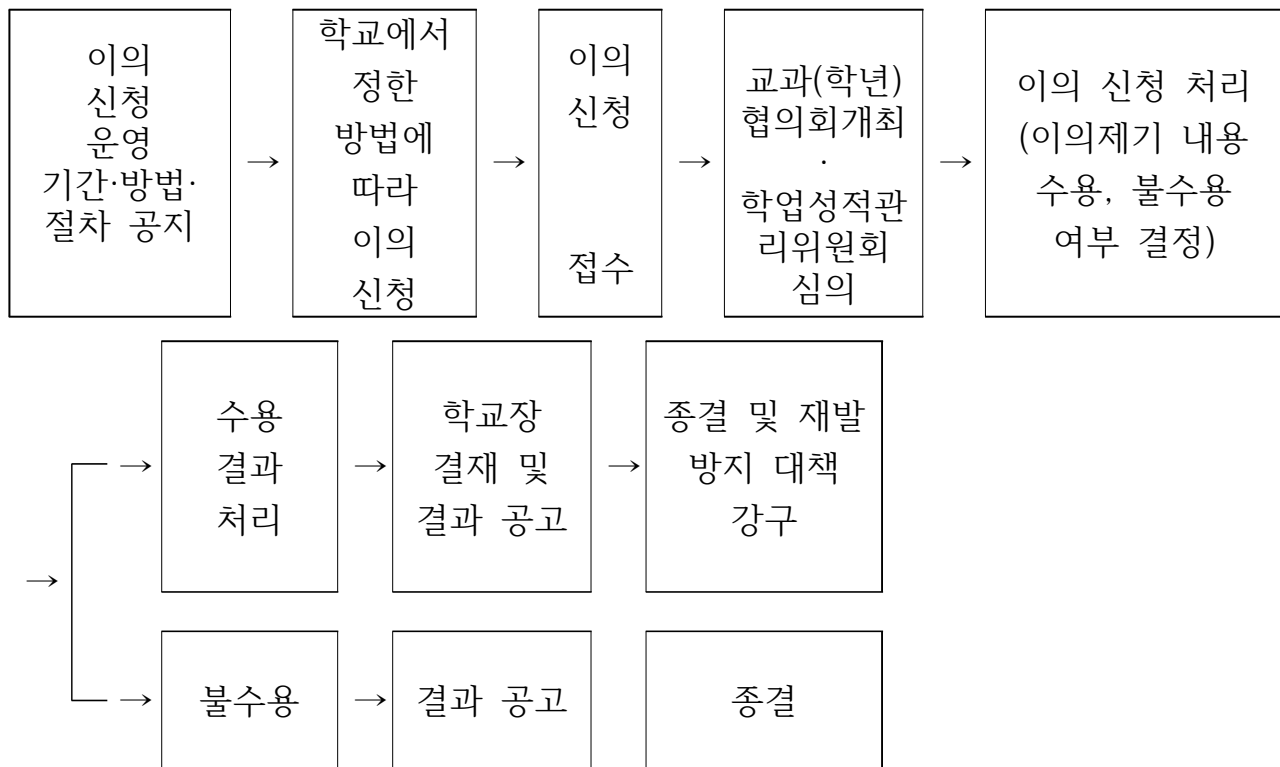 이의
신청
운영
기간·방법·
절차 공지
→
학교에서
정한
방법에
따라
이의
신청
→
이의
신청
접수
→
교과(학년)
협의회개최
·
학업성적관
리위원회
심의
→
이의 신청 처리
(이의제기 내용
수용, 불수용
여부 결정)
→
→
수용
결과
처리
→
학교장
결재 및
결과 공고
→
종결 및 재발
방지 대책
강구
→
불수용
→
결과 공고
종결